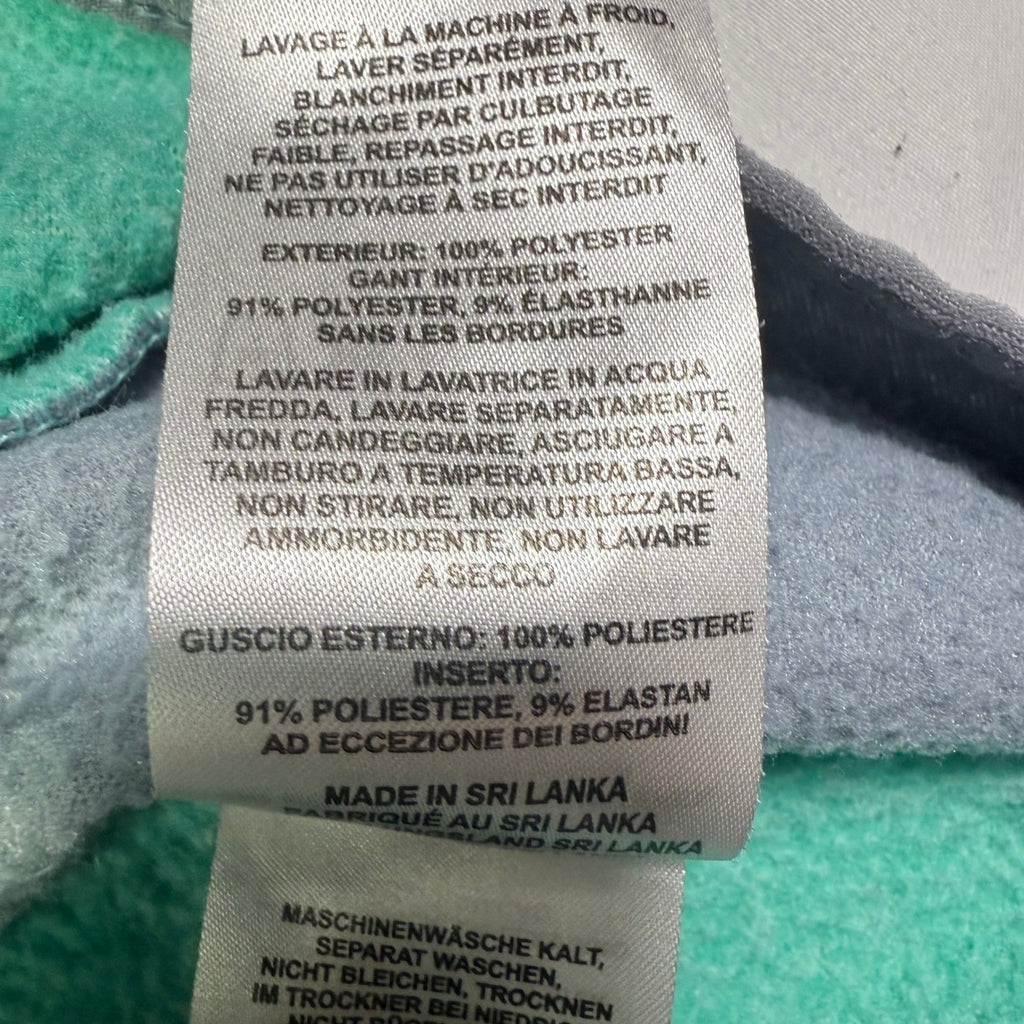 LAVAGE À LA MACHINE À FROID,
LAVER SÉPARÉMENT,
BLANCHIMENT INTERDIT,
SÉCHAGE PAR CULBUTAGE
FAIBLE, REPASSAGE INTERDIT,
NE PAS UTILISER D'ADOUCISSANT,
NETTOYAGE À SEC INTERDIT
EXTERIEUR: 100% POLYESTER
GANT INTÉRIEUR:
91% POLYESTER, 9% ÉLASTHANNE
SANS LES BORDURES
LAVARE IN LAVATRICE IN ACQUA
FREDDA, LAVARE SEPARATAMENTE,
NON CANDEGGIARE, ASCIUGARE A
TAMBURO A TEMPERATURA BASSA,
NON STIRARE, NON UTILIZZARE
AMMORBIDENTE, NON LAVARE
A SECCO
GUSCIO ESTERNO: 100% POLIESTERE
INSERTO:
91% POLIESTERE, 9% ELASTAN
AD ECCEZIONE DEI BORDINI
MADE IN SRI LANKA
FABRIQUÉ AU SRI LANKA
SRI LANKA
MASCHINENWÄSCHE KALT,
SEPARAT WASCHEN,
NICHT BLEICHEN, TROCKNEN
IM TROCKNER BEI
NICHT